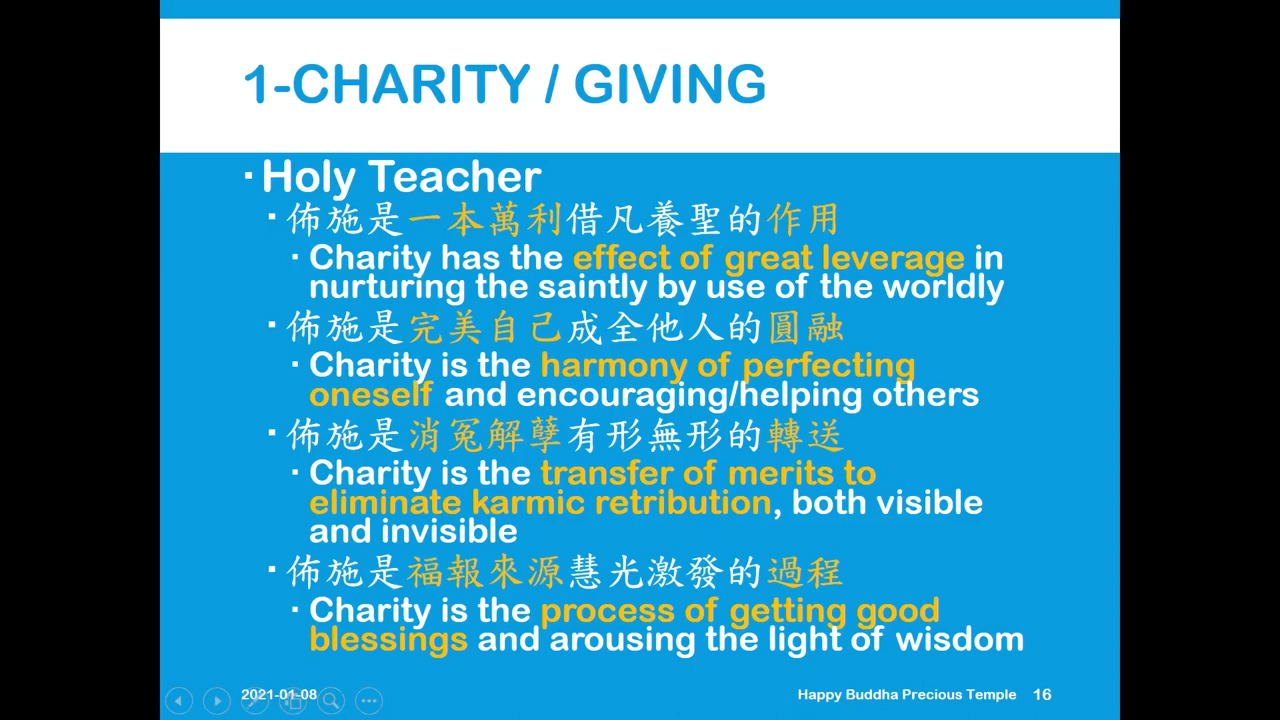 1-CHARITY / GIVING
Holy Teacher
佈施是一本萬利借凡養聖的作用
Charity has the effect of great leverage in
nurturing the saintly by use of the worldly
佈施是完美自己成全他人的圓融
Charity is the harmony of perfecting
oneself and encouraging/helping others
佈施是消冤解孽有形無形的轉送
Charity is the transfer of merits to
eliminate karmic retribution, both visible
and invisible
佈施是福報來源慧光激發的過程
Charity is the process of getting good
blessings and arousing the light of wisdom
2021-01-08
Happy Buddha Precious Temple 16